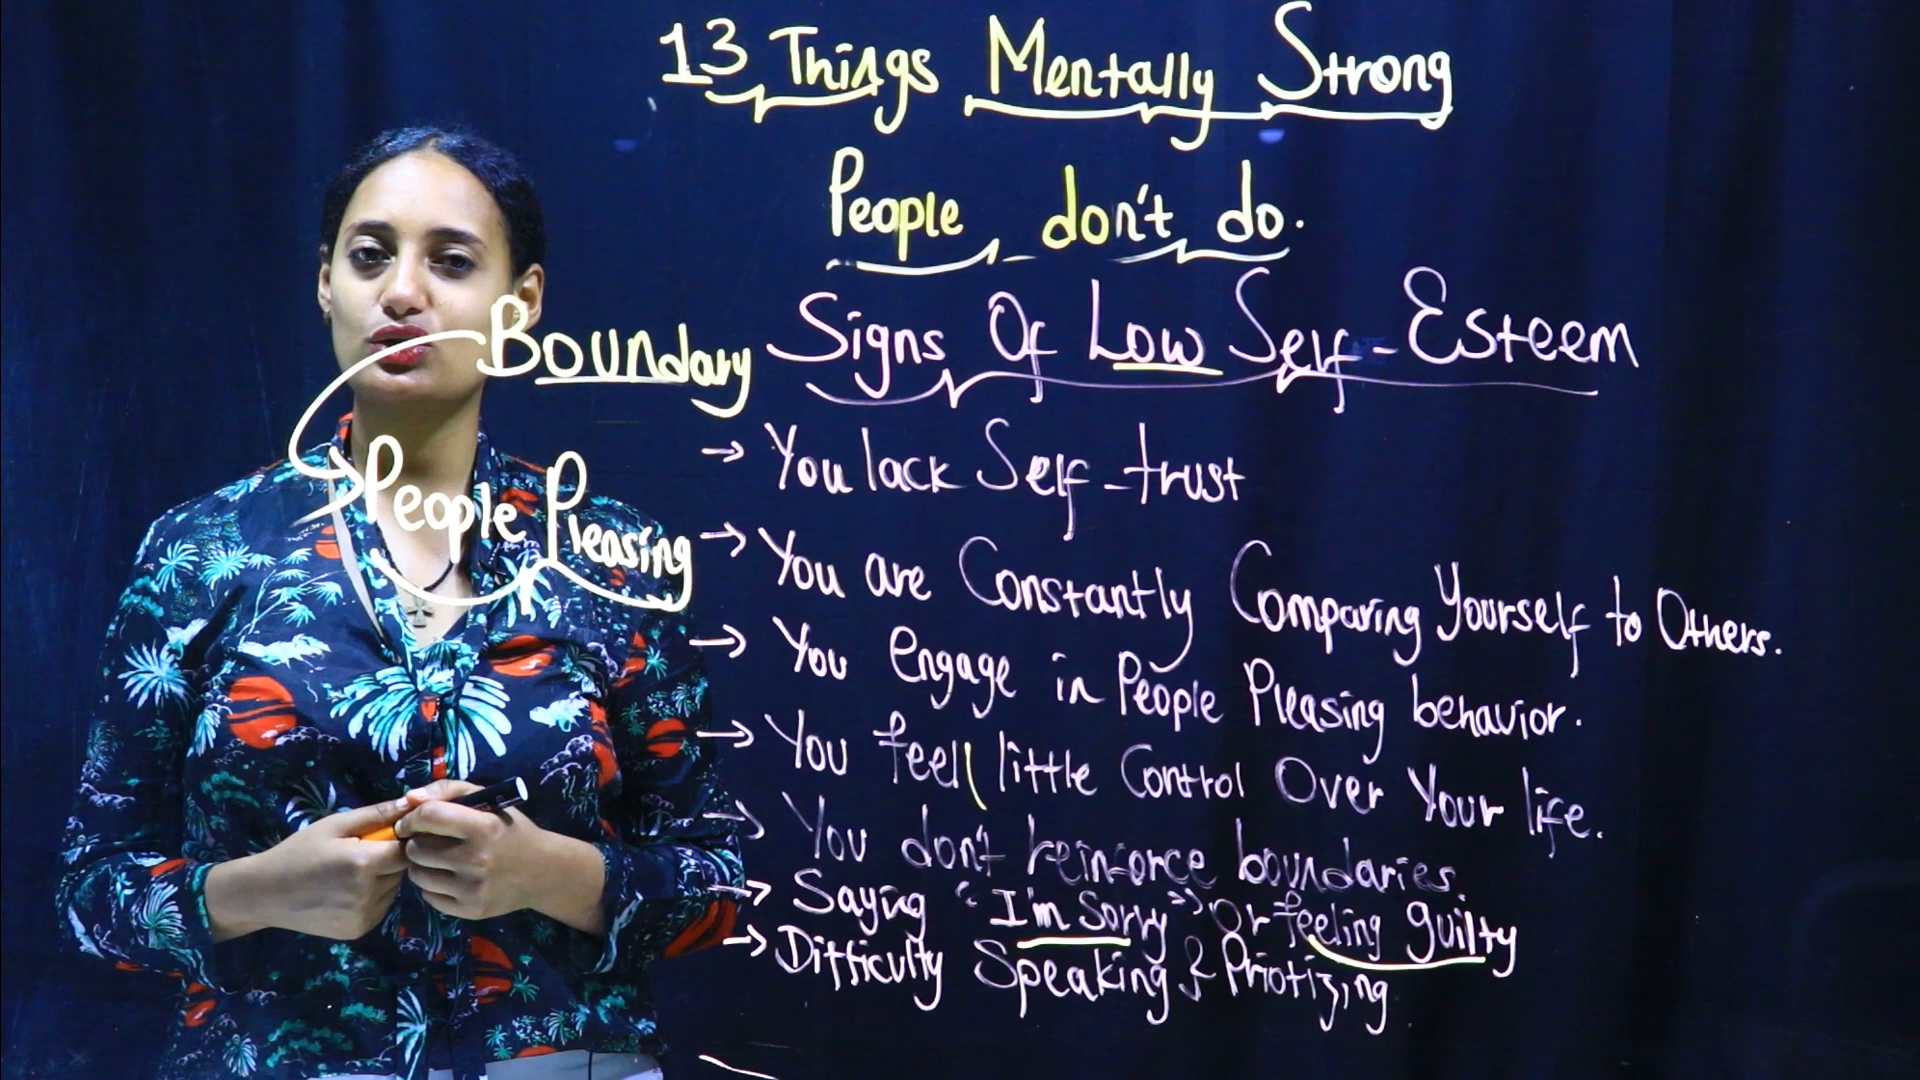 13 Things Mentally Strong
People don't do.
Signs Of Low Self-Esteem
Boundary
People Pleasing
→ You lack Self-trust
→ You are Constantly Comparing Yourself to Others.
→ You engage in People Pleasing behavior.
→ You feel little Control Over Your life.
→ You don't reinforce boundaries.
→ Saying "I'm Sorry" or feeling guilty
→ Difficulty Speaking & Priotizing